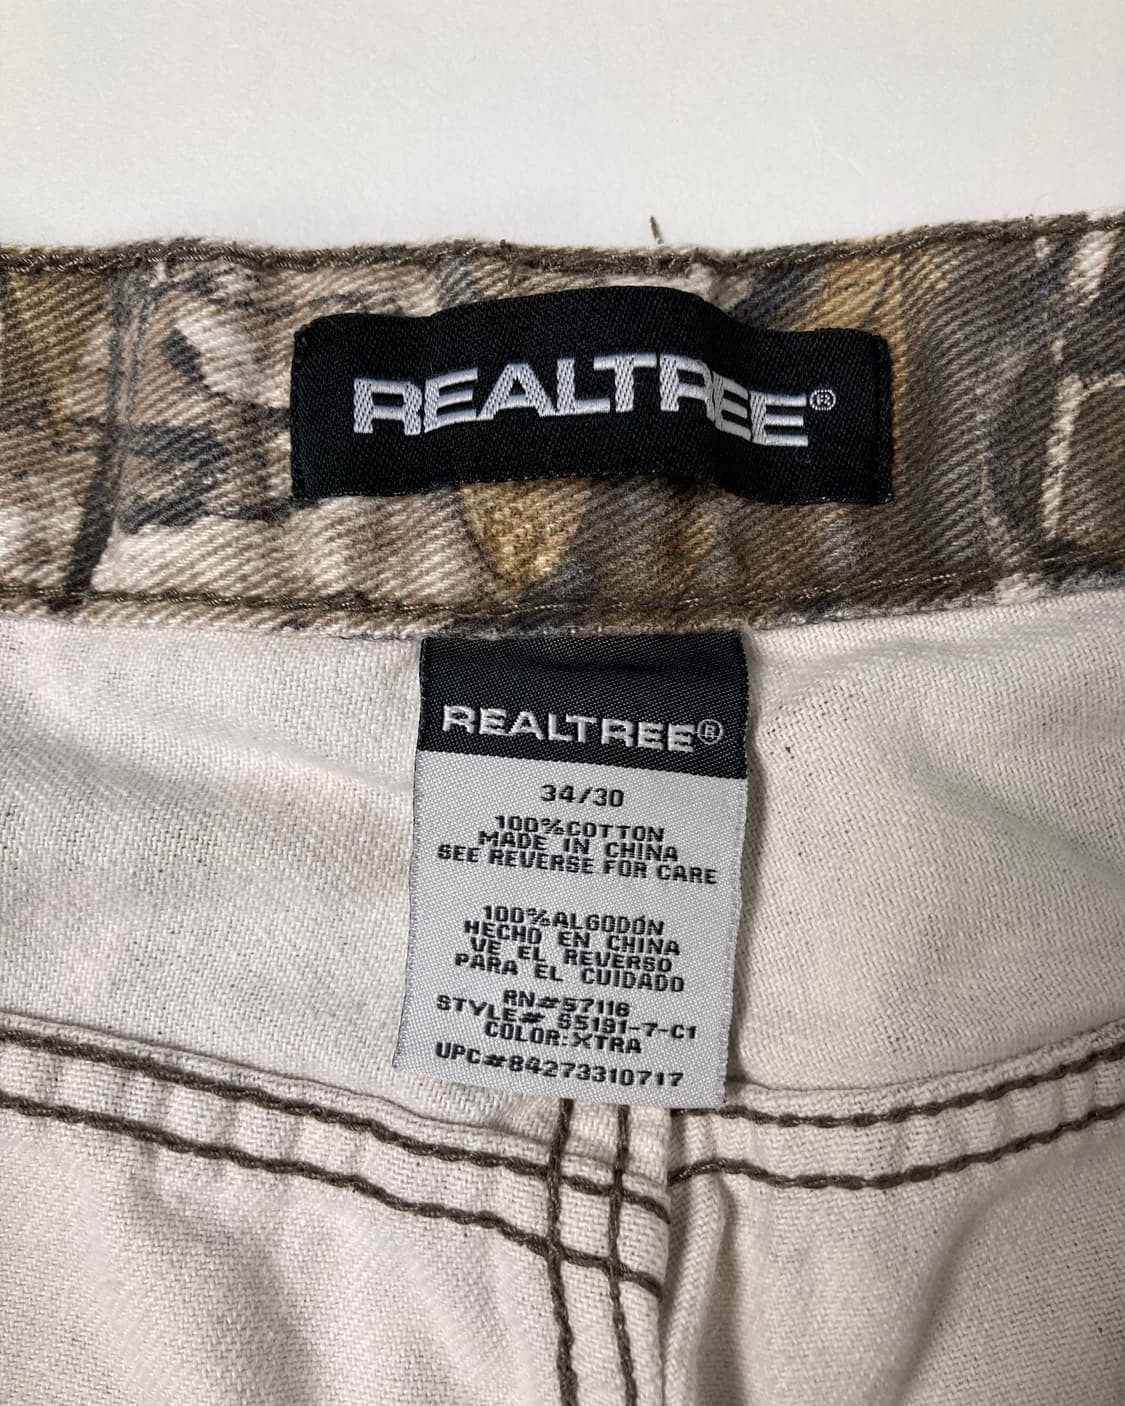 REALTREE®
REALTREE®
34/30
100%COTTON
MADE IN CHINA
SEE REVERSE FOR CARE
100%ALGODÓN
HECHO EN CHINA
VE EL REVERSO
PARA EL CUIDADO
RN#57116
STYLE# S5191-7-C1
COLOR:XTRA
UPC#84273310717